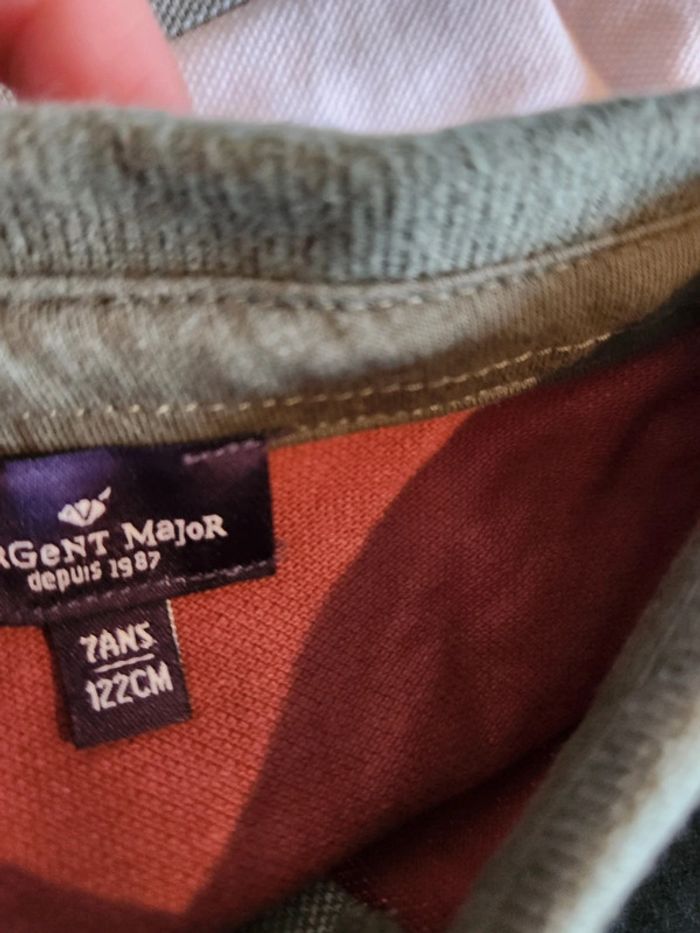 RGeNT MaJoR
depuis 1987
7ANS
122CM